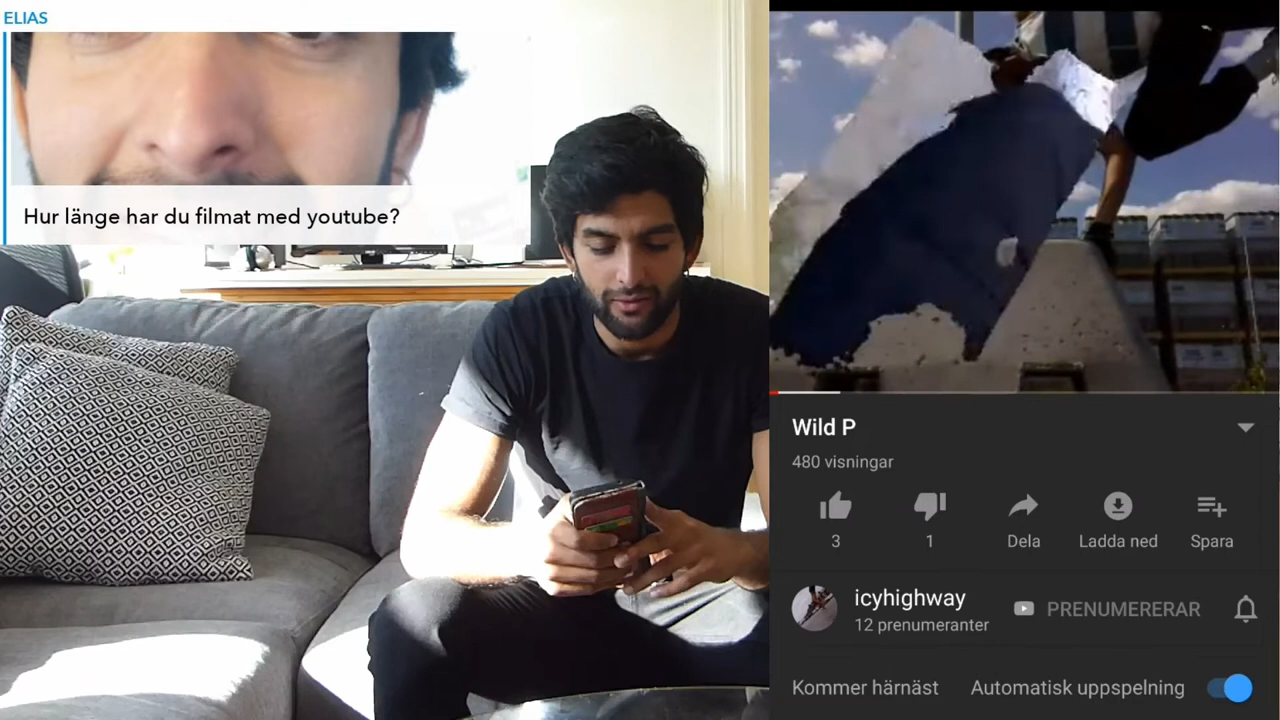 ELIAS
Hur länge har du filmat med youtube?
Wild P
480 visningar
3
1
Dela
Ladda ned
Spara
icyhighway
PRENUMERERAR
12 prenumeranter
Kommer härnäst
Automatisk uppspelning